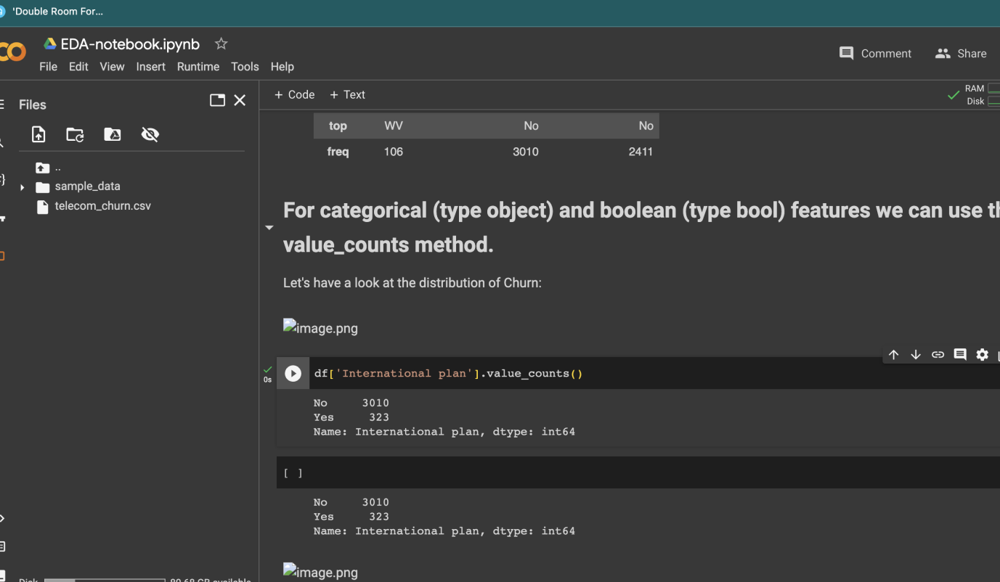 'Double Room For...
EDA-notebook.ipynb
File Edit View Insert Runtime Tools Help
Comment Share
Files
+ Code + Text
RAM
Disk
..
sample_data
telecom_churn.csv
top WV No No
freq 106 3010 2411
For categorical (type object) and boolean (type bool) features we can use
value_counts method.
Let's have a look at the distribution of Churn:
image.png
0s
df['International plan'].value_counts()
No 3010
Yes 323
Name: International plan, dtype: int64
[ ]
No 3010
Yes 323
Name: International plan, dtype: int64
image.png
Disk 80.68 GB available